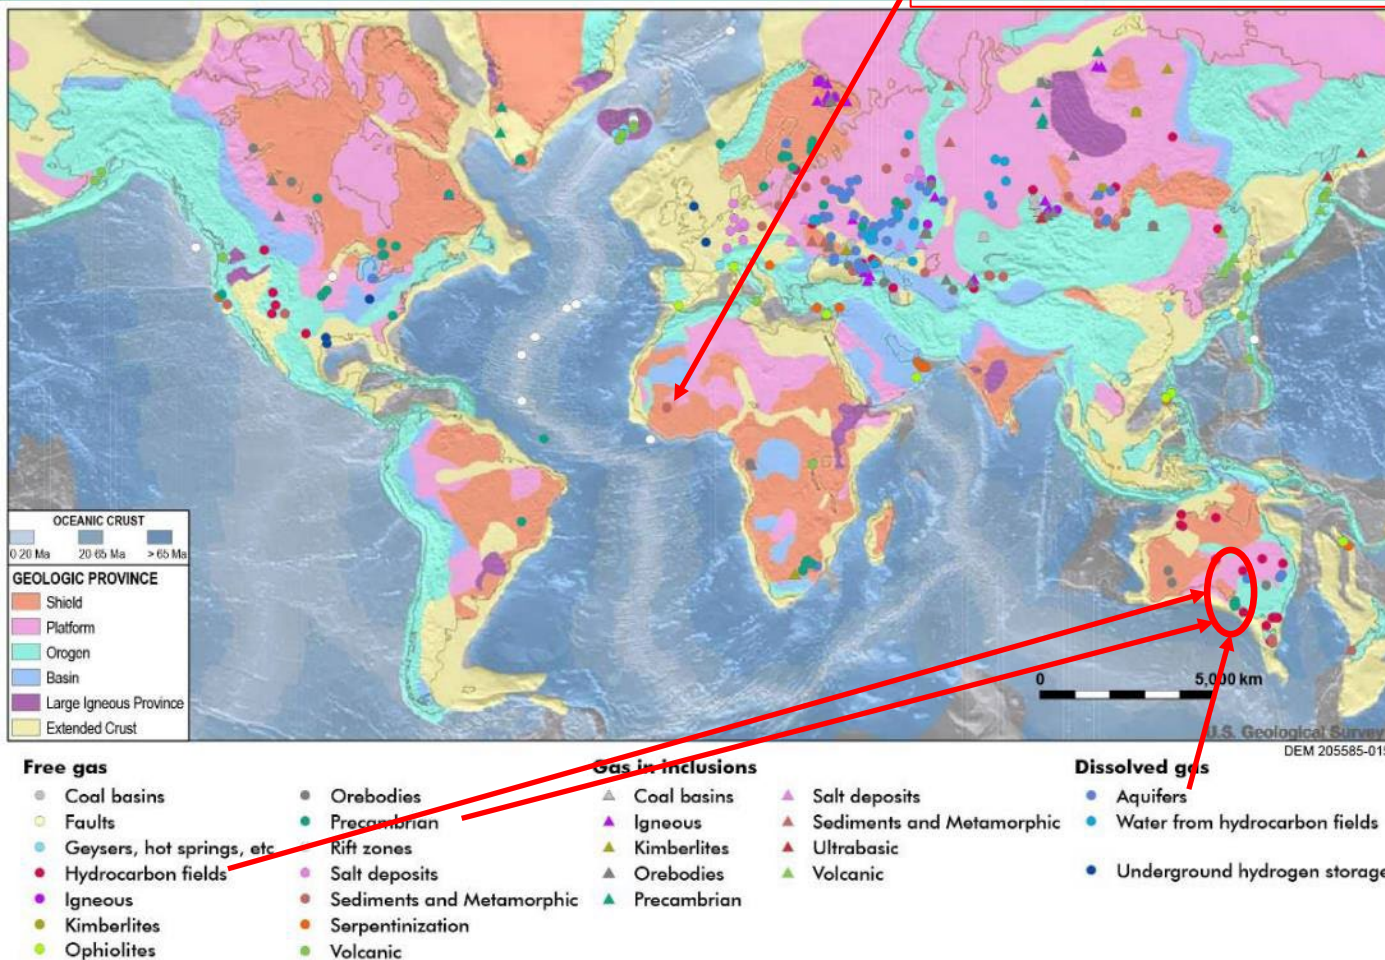 OCEANIC CRUST
0-20 Ma 20-65 Ma > 65 Ma
GEOLOGIC PROVINCE
Shield
Platform
Orogen
Basin
Large Igneous Province
Extended Crust
0 5,000 km
U.S. Geological Survey
DEM 205585-015
Free gas
Coal basins
Faults
Geysers, hot springs, etc
Hydrocarbon fields
Igneous
Kimberlites
Ophiolites
Orebodies
Precambrian
Rift zones
Salt deposits
Sediments and Metamorphic
Serpentinization
Volcanic
Gas in inclusions
Coal basins
Igneous
Kimberlites
Orebodies
Precambrian
Salt deposits
Sediments and Metamorphic
Ultrabasic
Volcanic
Dissolved gas
Aquifers
Water from hydrocarbon fields
Underground hydrogen storage